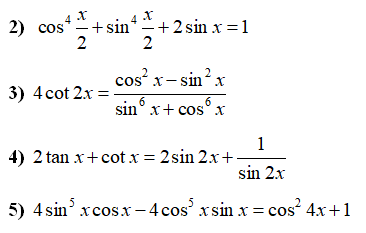 2) cos⁴ x/2 + sin⁴ x/2 + 2 sin x = 1
3) 4 cot 2x = (cos² x − sin² x)/(sin⁶ x + cos⁶ x)
4) 2 tan x + cot x = 2 sin 2x + 1/(sin 2x)
5) 4 sin⁵ x cos x − 4 cos⁵ x sin x = cos² 4x + 1